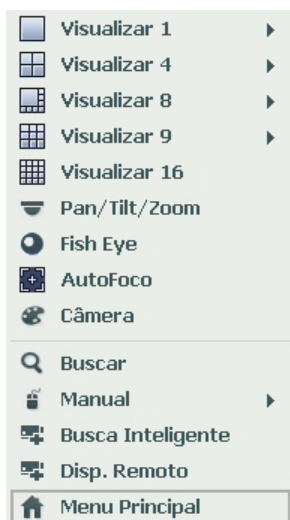 Visualizar 1
Visualizar 4
Visualizar 8
Visualizar 9
Visualizar 16
Pan/Tilt/Zoom
Fish Eye
AutoFoco
Câmera
Buscar
Manual
Busca Inteligente
Disp. Remoto
Menu Principal